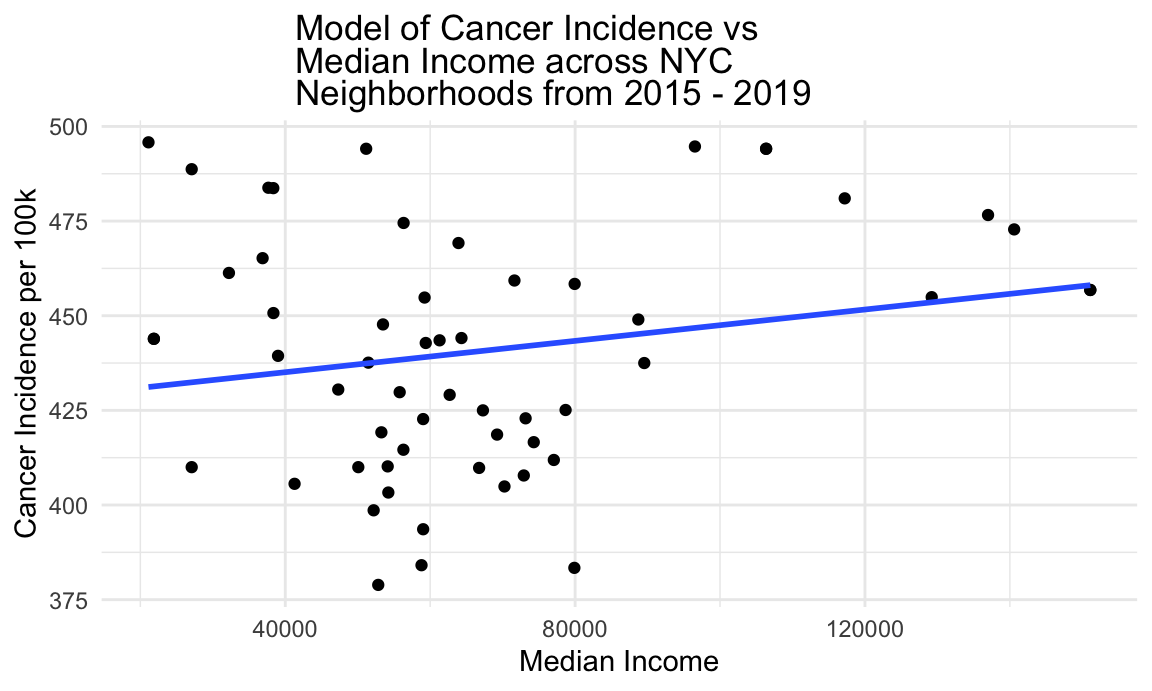 Model of Cancer Incidence vs
Median Income across NYC
Neighborhoods from 2015 - 2019
Cancer Incidence per 100k
500
475
450
425
400
375
40000
80000
120000
Median Income